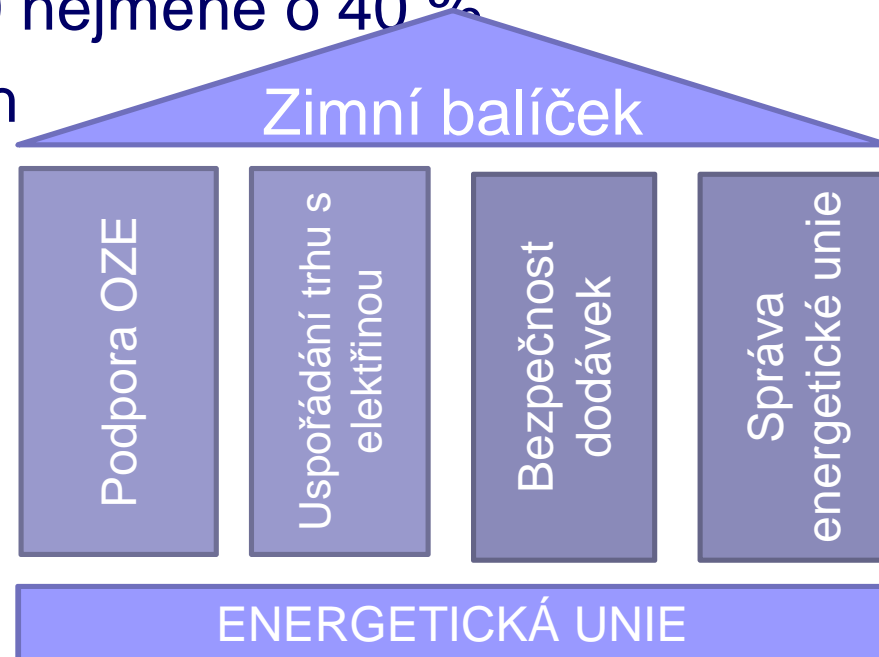 nejméně o 40 %
Zimní balíček
Podpora OZE
Uspořádání trhu s
elektřinou
Bezpečnost
dodávek
Správa
energetické unie
ENERGETICKÁ UNIE